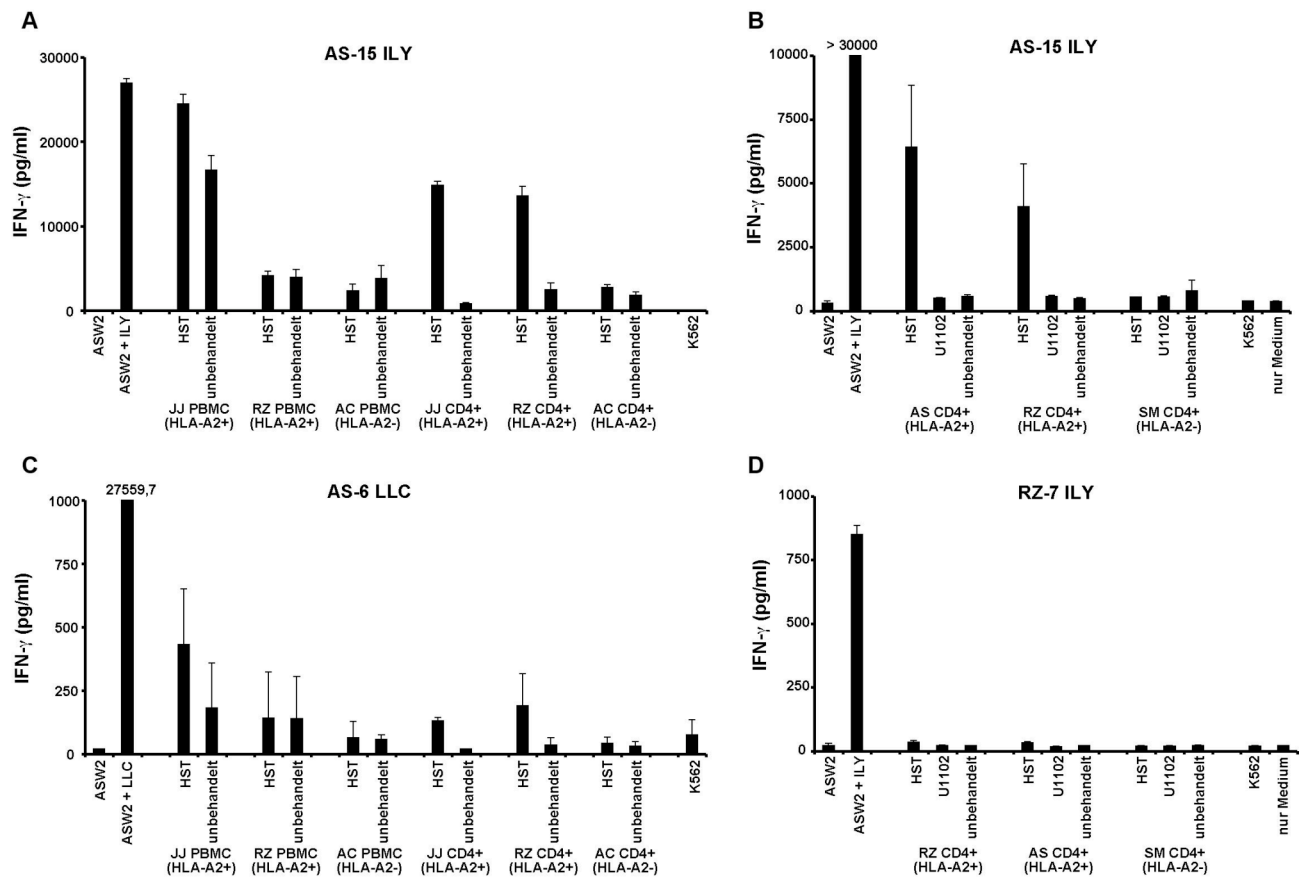 A
AS-15 ILY
IFN-γ (pg/ml)
30000
20000
10000
0
ASW2
ASW2 + ILY
HST
unbehandelt
HST
unbehandelt
HST
unbehandelt
HST
unbehandelt
HST
unbehandelt
HST
unbehandelt
K562
JJ PBMC
(HLA-A2+)
RZ PBMC
(HLA-A2+)
AC PBMC
(HLA-A2-)
JJ CD4+
(HLA-A2+)
RZ CD4+
(HLA-A2+)
AC CD4+
(HLA-A2-)
B
AS-15 ILY
> 30000
IFN-γ (pg/ml)
10000
7500
5000
2500
0
ASW2
ASW2 + ILY
HST
U1102
unbehandelt
HST
U1102
unbehandelt
HST
U1102
unbehandelt
K562
nur Medium
AS CD4+
(HLA-A2+)
RZ CD4+
(HLA-A2+)
SM CD4+
(HLA-A2-)
C
AS-6 LLC
27559,7
IFN-γ (pg/ml)
1000
750
500
250
0
ASW2
ASW2 + LLC
HST
unbehandelt
HST
unbehandelt
HST
unbehandelt
HST
unbehandelt
HST
unbehandelt
HST
unbehandelt
K562
JJ PBMC
(HLA-A2+)
RZ PBMC
(HLA-A2+)
AC PBMC
(HLA-A2-)
JJ CD4+
(HLA-A2+)
RZ CD4+
(HLA-A2+)
AC CD4+
(HLA-A2-)
D
RZ-7 ILY
IFN-γ (pg/ml)
1000
750
500
250
0
ASW2
ASW2 + ILY
HST
U1102
unbehandelt
HST
U1102
unbehandelt
HST
U1102
unbehandelt
K562
nur Medium
RZ CD4+
(HLA-A2+)
AS CD4+
(HLA-A2+)
SM CD4+
(HLA-A2-)